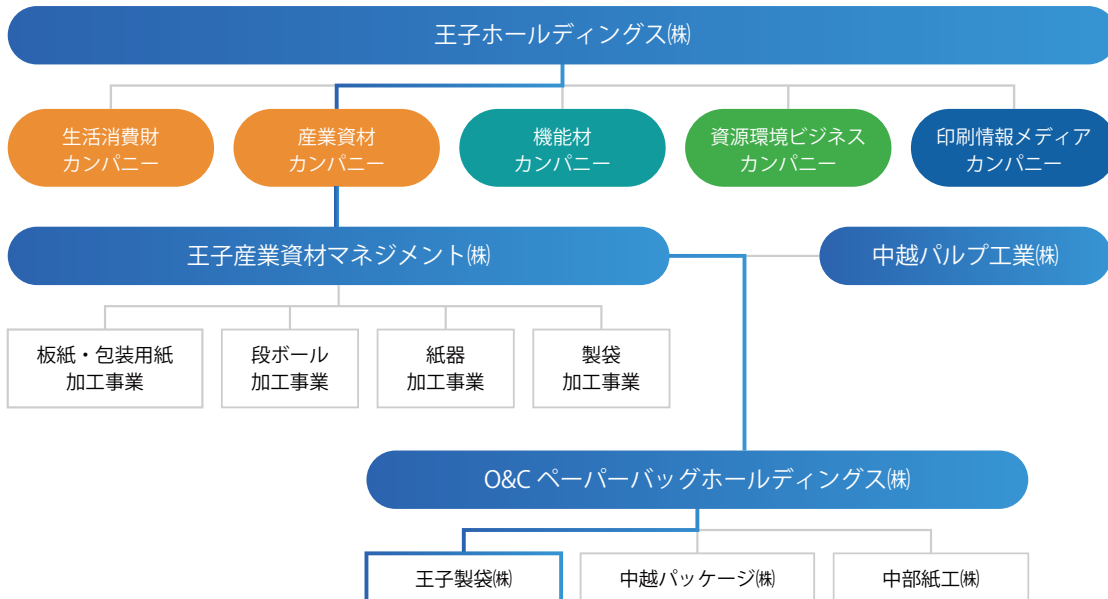 王子ホールディングス㈱
生活消費財
カンパニー
産業資材
カンパニー
機能材
カンパニー
資源環境ビジネス
カンパニー
印刷情報メディア
カンパニー
王子産業資材マネジメント㈱
中越パルプ工業㈱
板紙・包装用紙
加工事業
段ボール
加工事業
紙器
加工事業
製袋
加工事業
O&C ペーパーバッグホールディングス㈱
王子製袋㈱
中越パッケージ㈱
中部紙工㈱